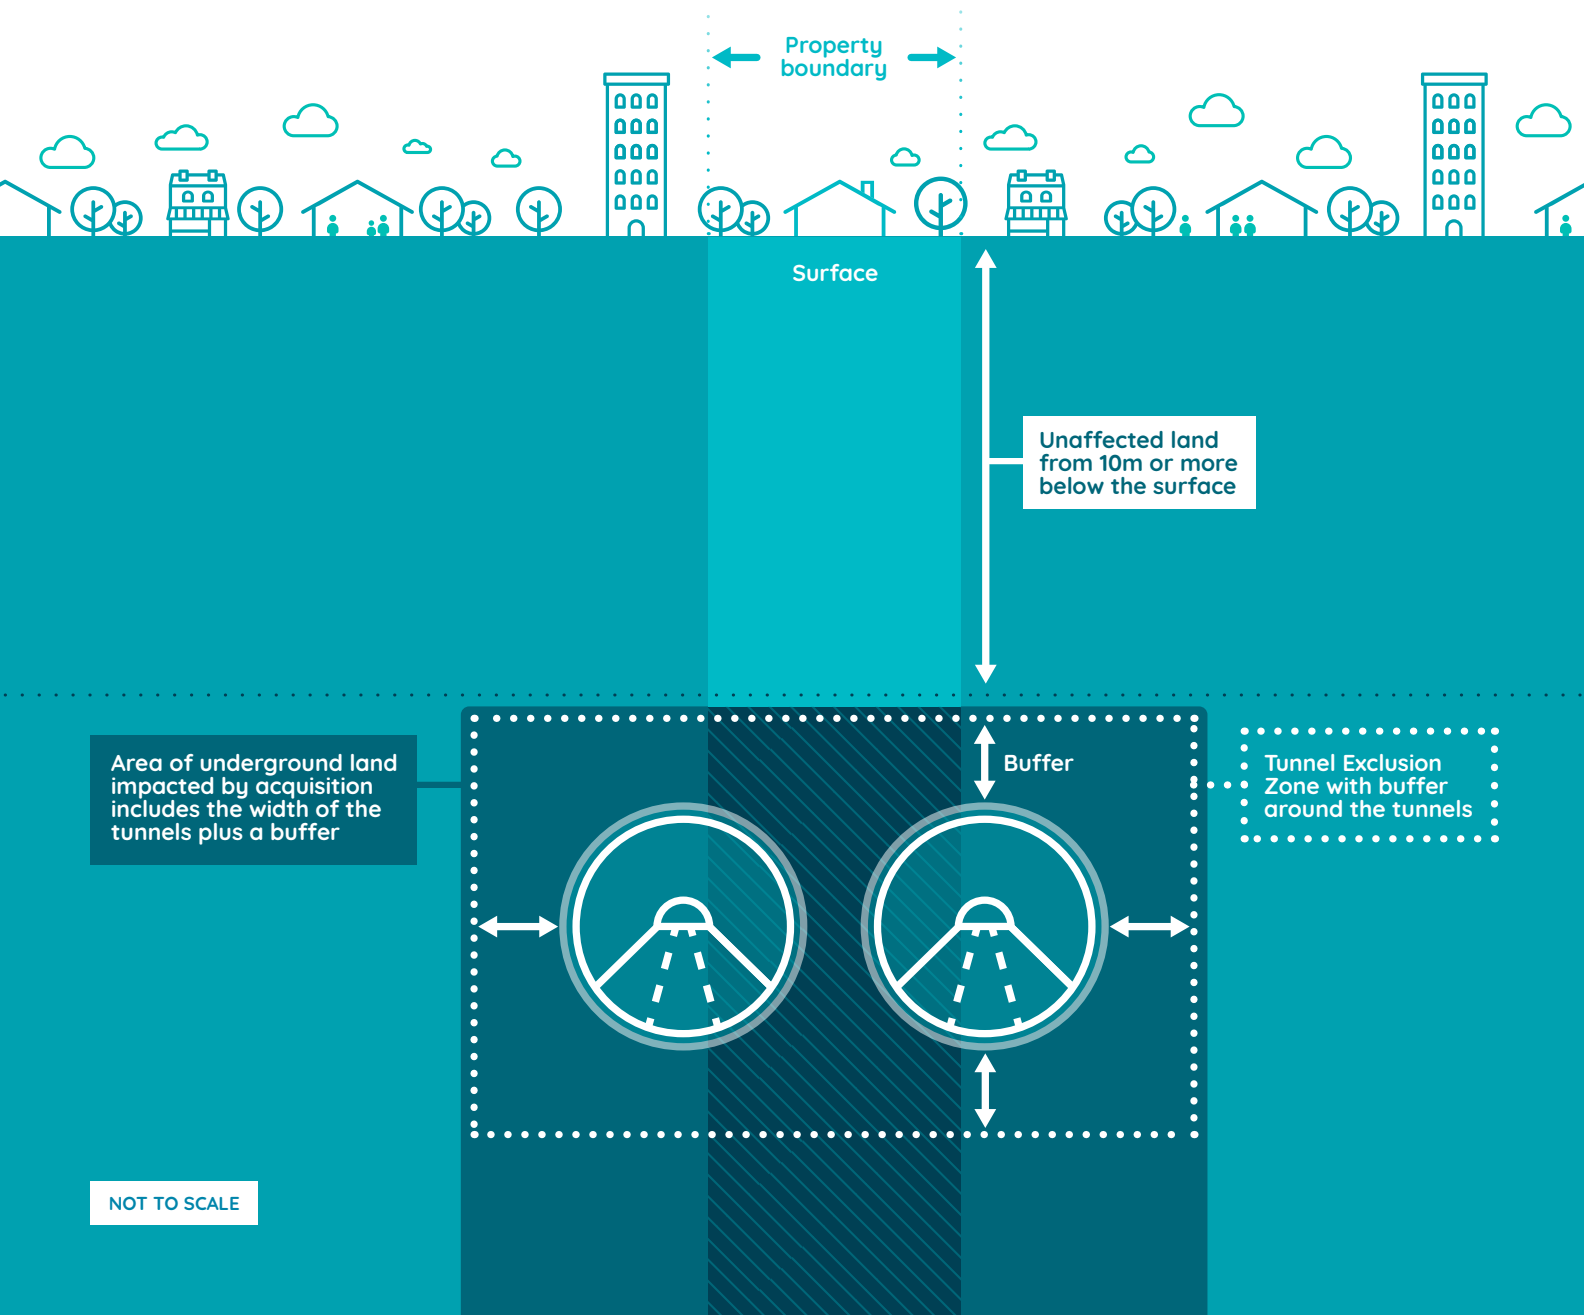 Property
boundary
Surface
Unaffected land
from 10m or more
below the surface
Area of underground land
impacted by acquisition
includes the width of the
tunnels plus a buffer
Buffer
Tunnel Exclusion
Zone with buffer
around the tunnels
NOT TO SCALE